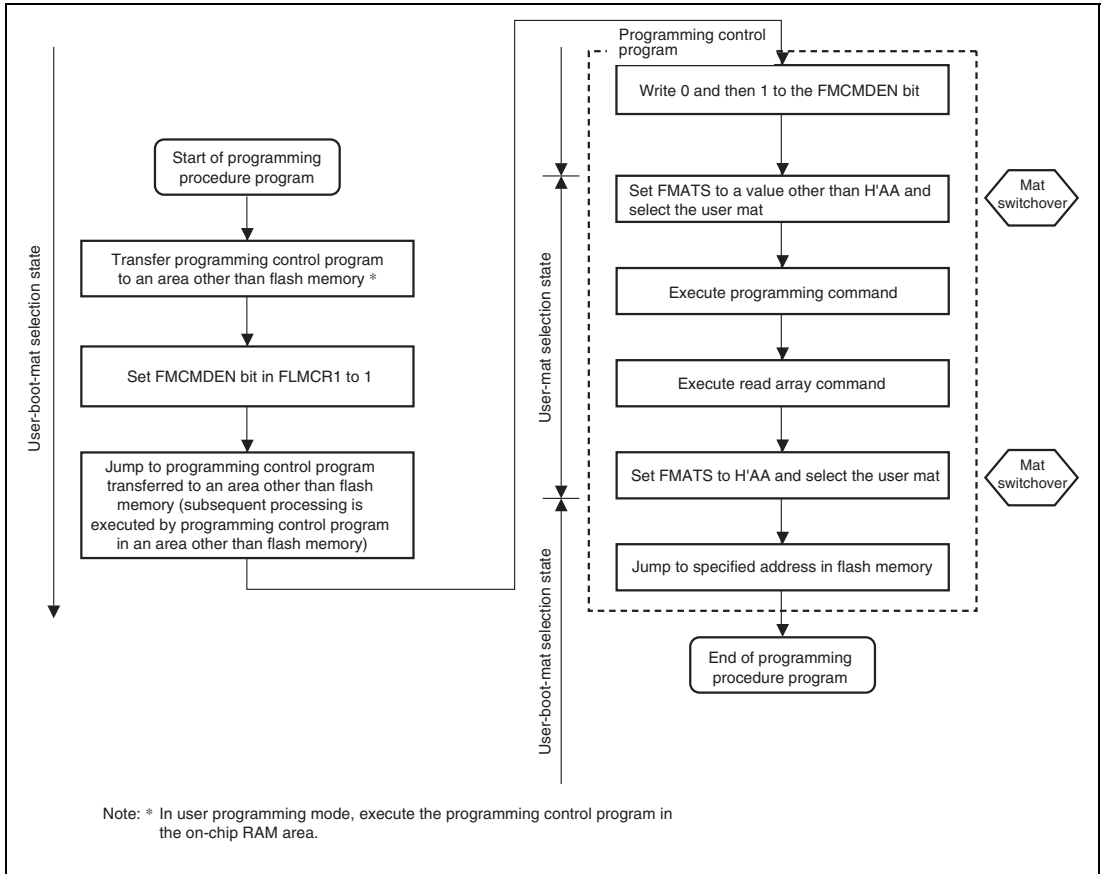 User-boot-mat selection state
Start of programming
procedure program
Transfer programming control program
to an area other than flash memory *
Set FMCMDEN bit in FLMCR1 to 1
Jump to programming control program
transferred to an area other than flash
memory (subsequent processing is
executed by programming control program
in an area other than flash memory)
Programming control
program
Write 0 and then 1 to the FMCMDEN bit
User-mat selection state
Set FMATS to a value other than H'AA and
select the user mat
Mat
switchover
Execute programming command
Execute read array command
Set FMATS to H'AA and select the user mat
Mat
switchover
User-boot-mat selection state
Jump to specified address in flash memory
End of programming
procedure program
Note: * In user programming mode, execute the programming control program in
the on-chip RAM area.